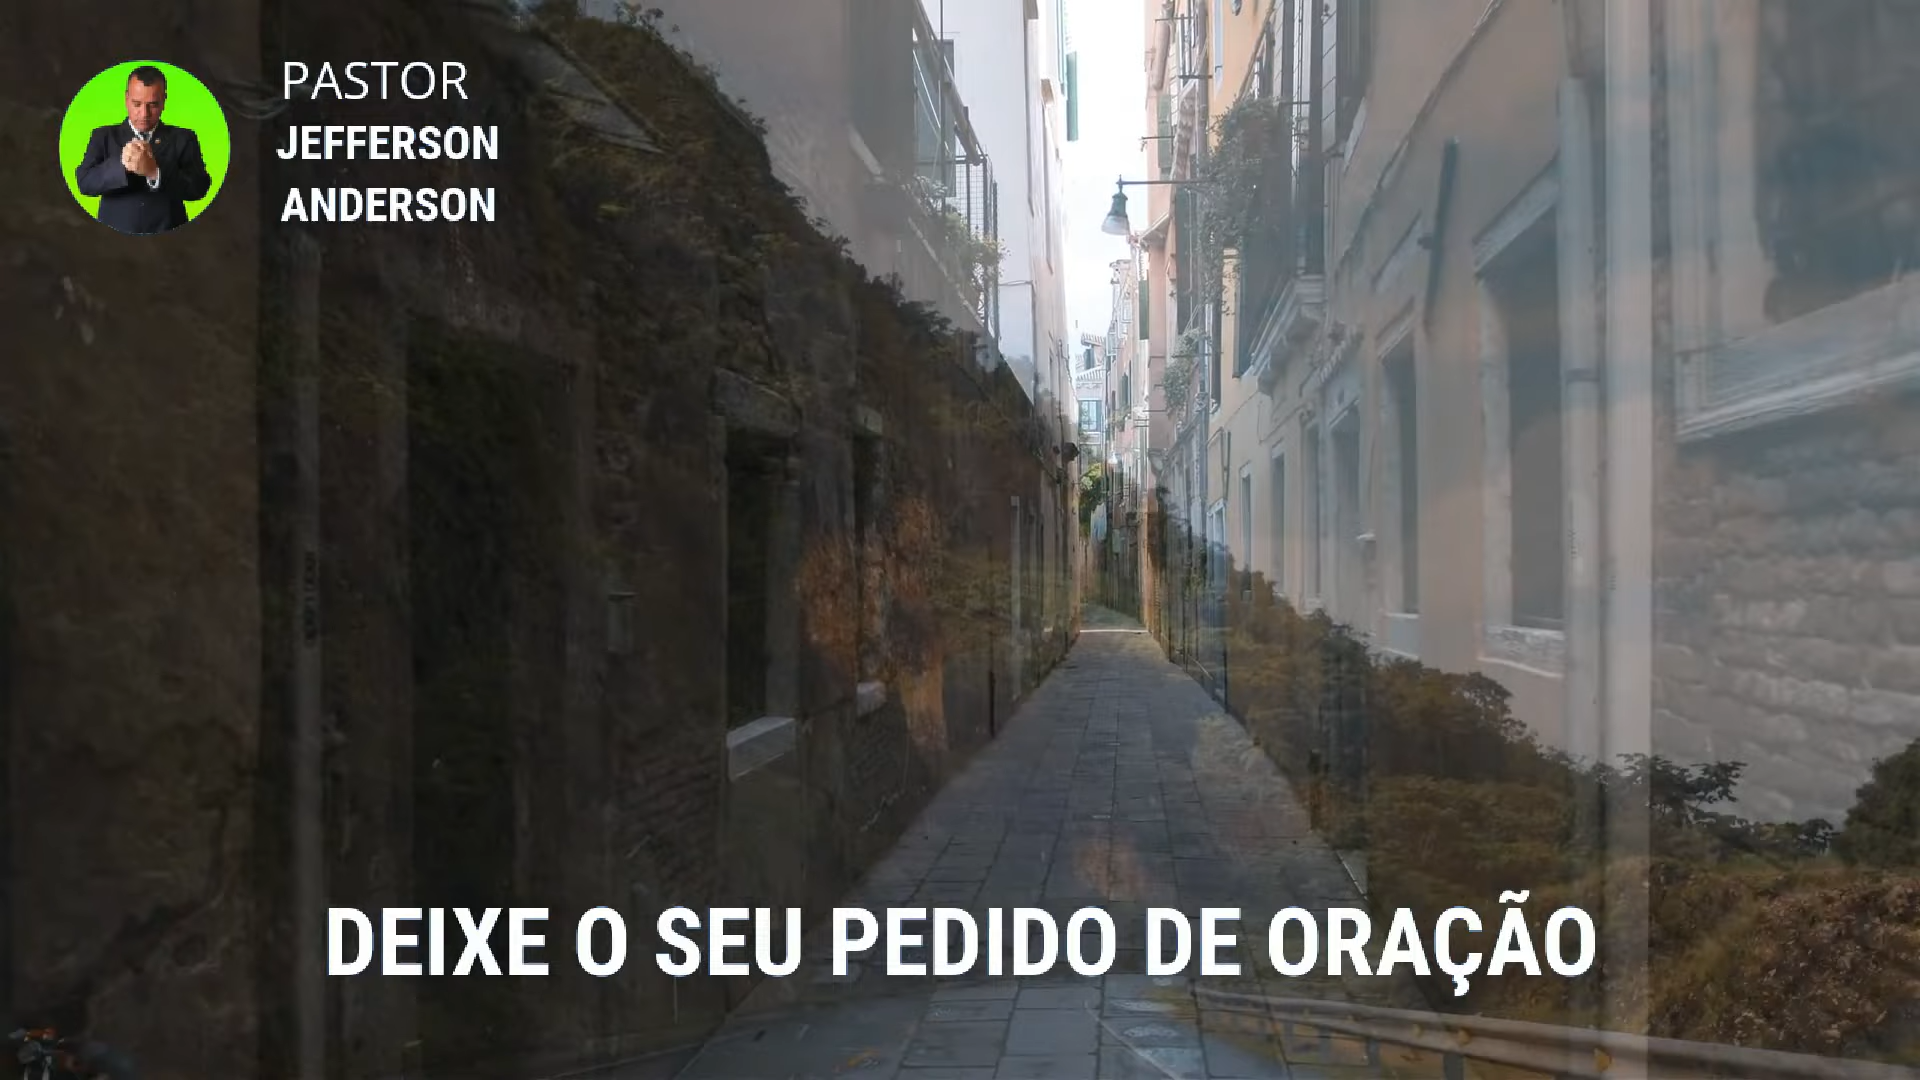 PASTOR
JEFFERSON
ANDERSON
DEIXE O SEU PEDIDO DE ORAÇÃO